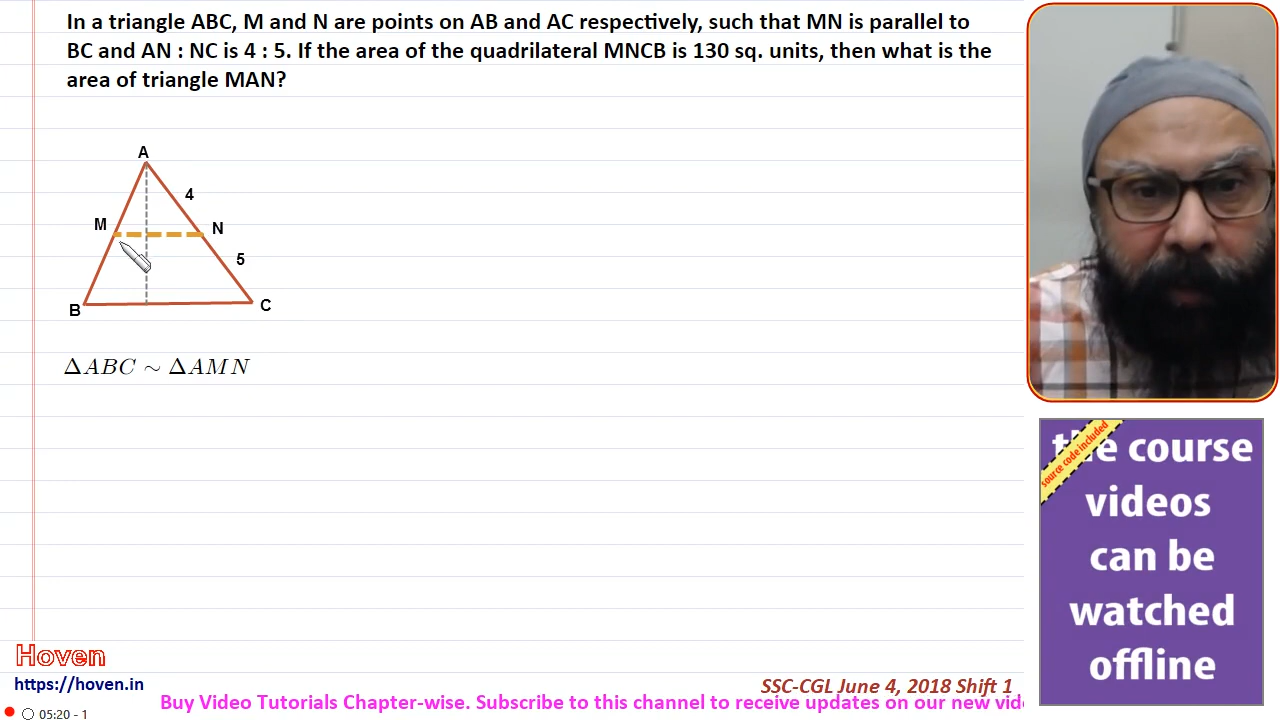 In a triangle ABC, M and N are points on AB and AC respectively, such that MN is parallel to
BC and AN : NC is 4 : 5. If the area of the quadrilateral MNCB is 130 sq. units, then what is the
area of triangle MAN?
A
4
M
N
5
B
C
ΔABC ~ ΔAMN
source code included
the course
videos
can be
watched
offline
Hoven
https://hoven.in
SSC-CGL June 4, 2018 Shift 1
Buy Video Tutorials Chapter-wise. Subscribe to this channel to receive updates on our new
05:20 - 1